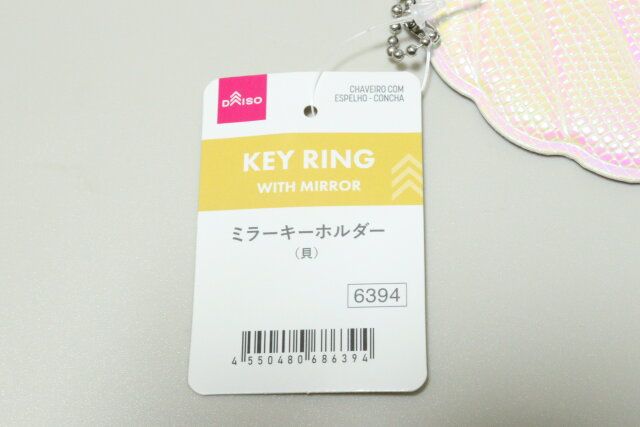 DAISO
CHAVEIRO COM
ESPELHO - CONCHA
KEY RING
WITH MIRROR
ミラーキーホルダー
（貝）
6394
4 550480 686394